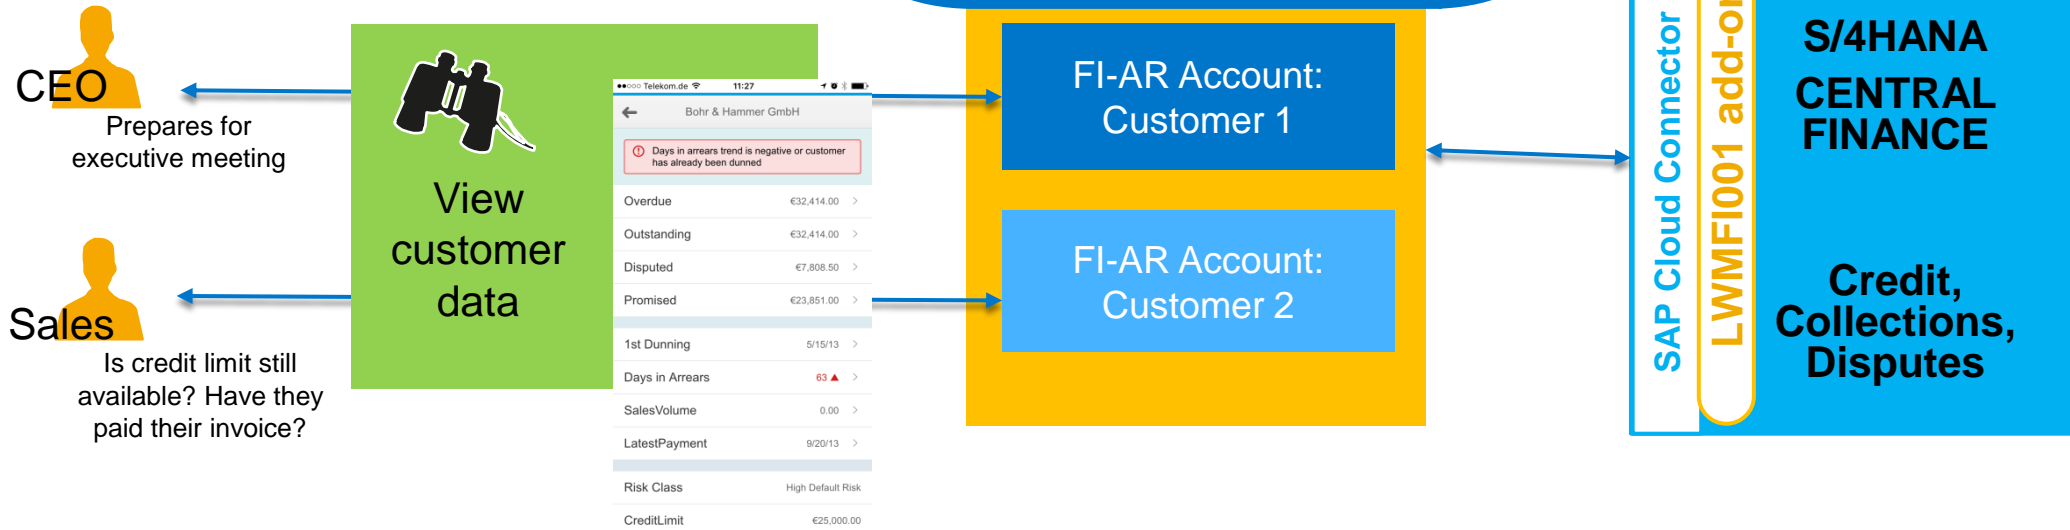 CEO
Prepares for
executive meeting
Sales
Is credit limit still
available? Have they
paid their invoice?
View
customer
data
Telekom.de 11:27
Bohr & Hammer GmbH
Days in arrears trend is negative or customer
has already been dunned
Overdue €32,414.00
Outstanding €32,414.00
Disputed €7,808.50
Promised €23,851.00
1st Dunning 5/15/13
Days in Arrears 63 ▲
SalesVolume 0.00
LatestPayment 9/20/13
Risk Class High Default Risk
CreditLimit €25,000.00
FI-AR Account:
Customer 1
FI-AR Account:
Customer 2
SAP Cloud Connector
LWMFI001 add-on
S/4HANA
CENTRAL
FINANCE
Credit,
Collections,
Disputes